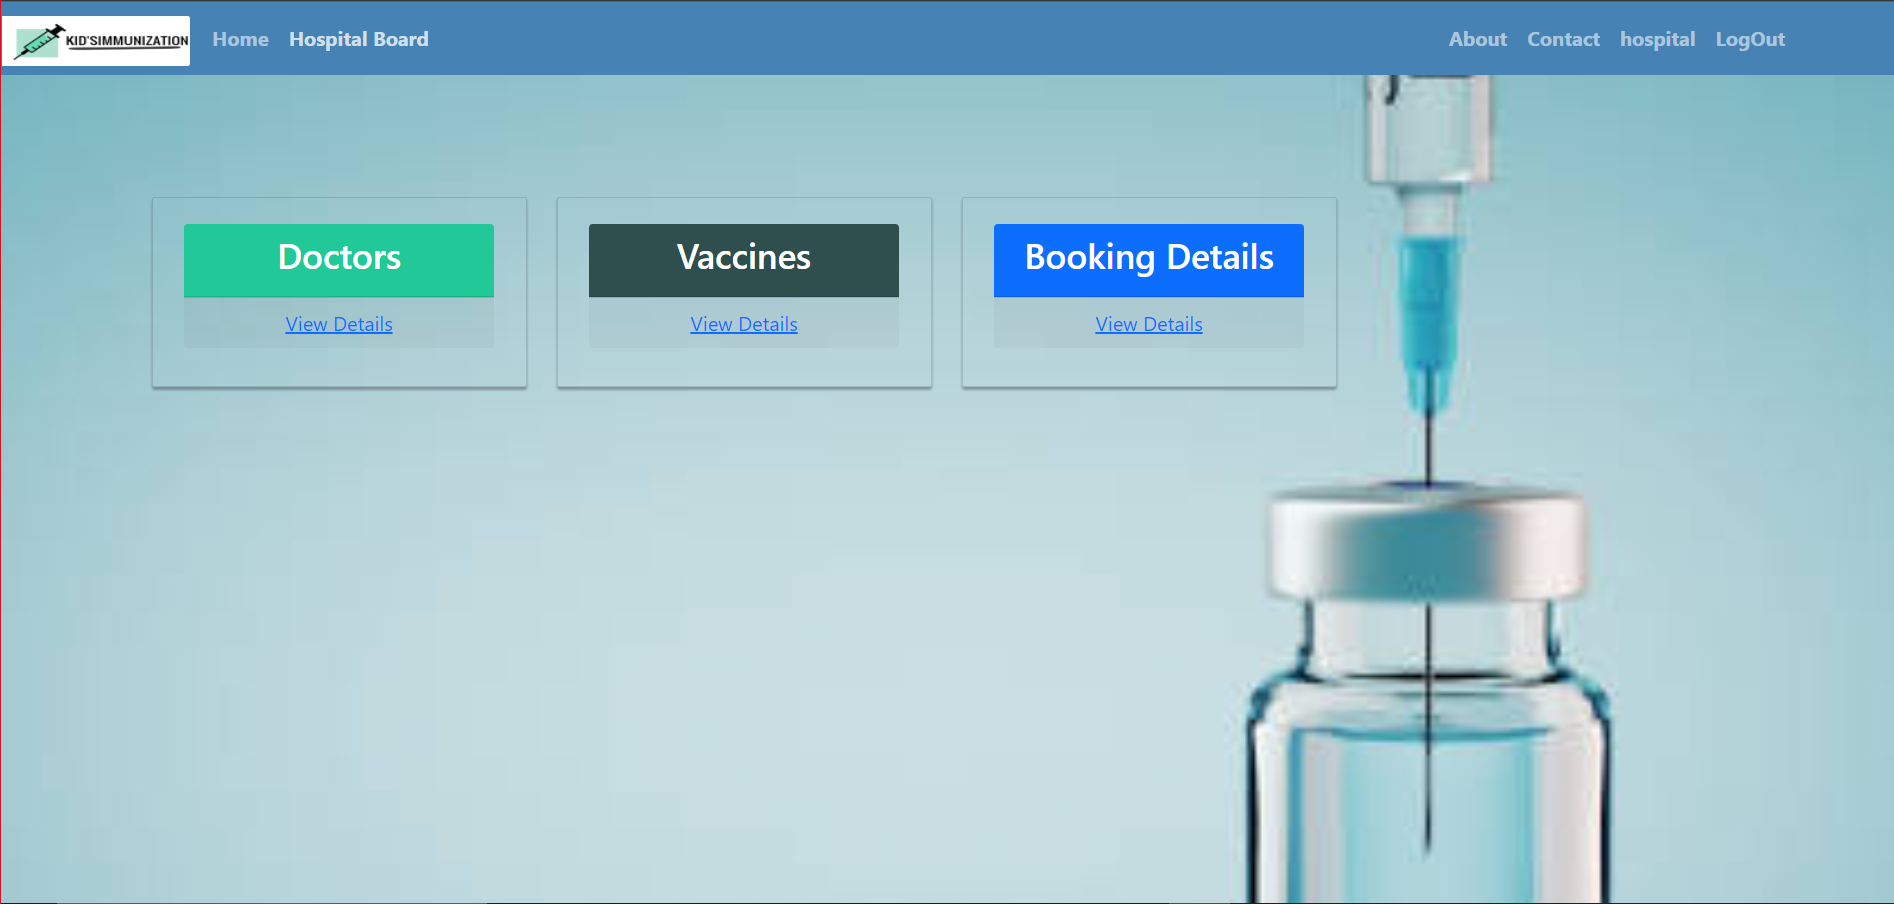 KID'SIMMUNIZATION Home Hospital Board About Contact hospital LogOut
Doctors Vaccines Booking Details
View Details View Details View Details